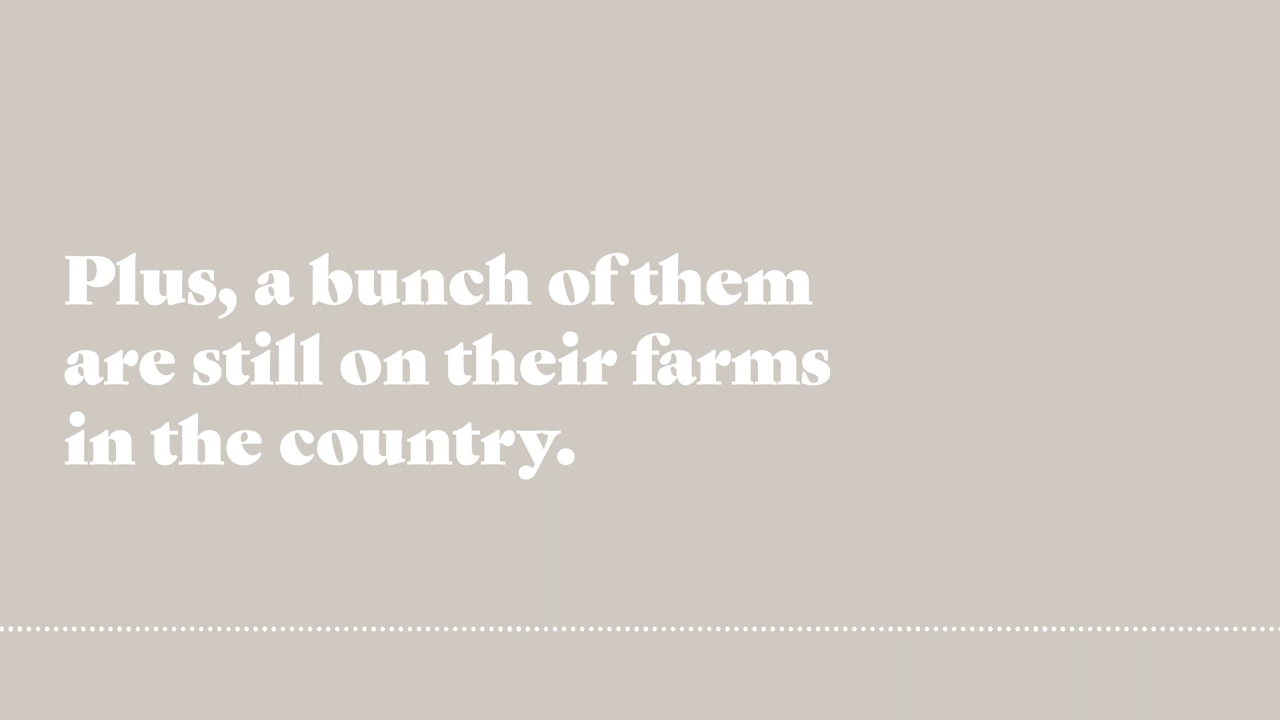 Plus, a bunch of them
are still on their farms
in the country.